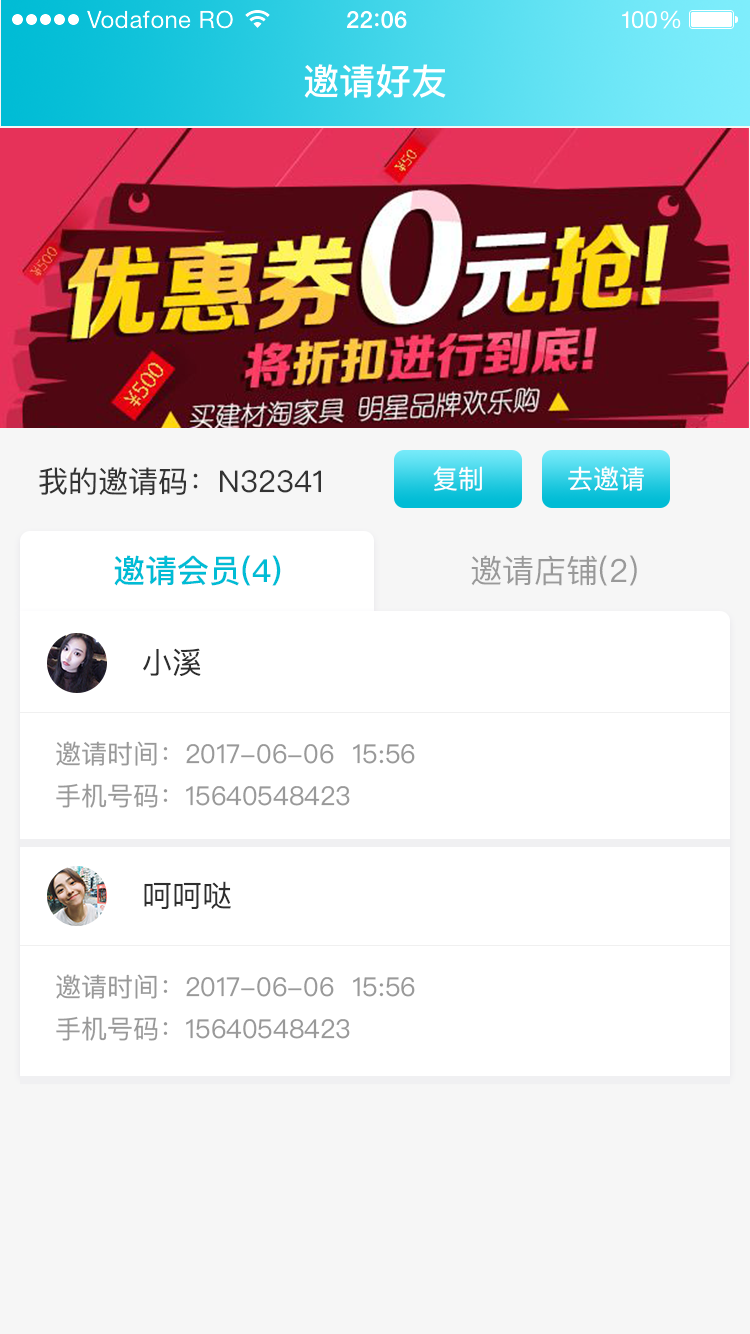 Vodafone RO 22:06 100%
邀请好友
¥50
¥500
优惠券0元抢!
将折扣进行到底!
¥500
买建材淘家具 明星品牌欢乐购
我的邀请码：N32341 复制 去邀请
邀请会员(4) 邀请店铺(2)
小溪
邀请时间：2017-06-06 15:56
手机号码：15640548423
呵呵哒
邀请时间：2017-06-06 15:56
手机号码：15640548423